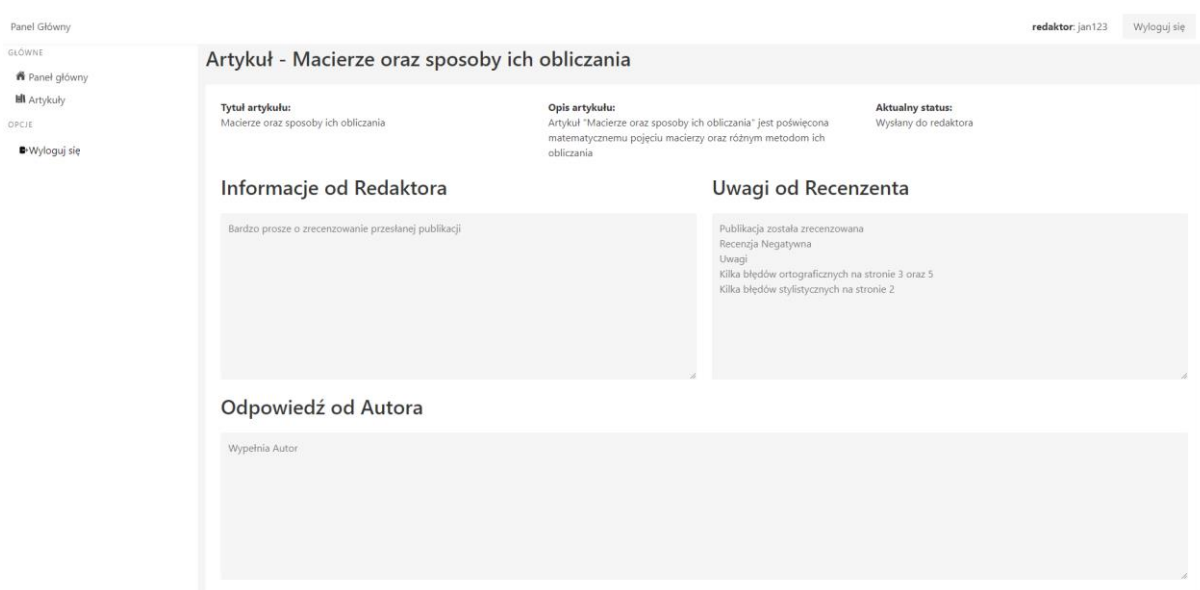 Panel Główny
redaktor: jan123
Wyloguj się
GŁÓWNE
Panel główny
Artykuły
OPCJE
Wyloguj się
Artykuł - Macierze oraz sposoby ich obliczania
Tytuł artykułu:
Macierze oraz sposoby ich obliczania
Opis artykułu:
Artykuł "Macierze oraz sposoby ich obliczania" jest poświęcona
matematycznemu pojęciu macierzy oraz różnym metodom ich
obliczania
Aktualny status:
Wysłany do redaktora
Informacje od Redaktora
Bardzo prosze o zrecenzowanie przesłanej publikacji
Uwagi od Recenzenta
Publikacja została zrecenzowana
Recenzja Negatywna
Uwagi
Kilka błędów ortograficznych na stronie 3 oraz 5
Kilka błędów stylistycznych na stronie 2
Odpowiedź od Autora
Wypełnia Autor